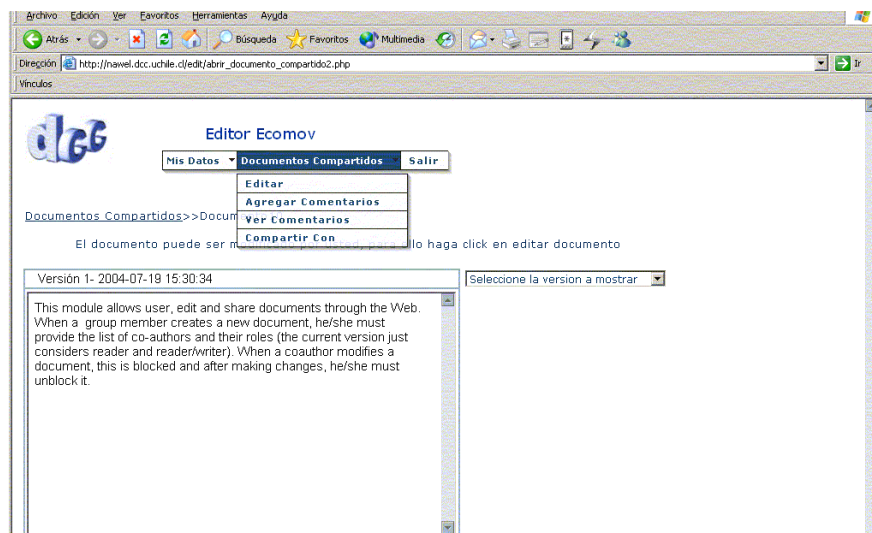 Archivo Edición Ver Favoritos Herramientas Ayuda
Atrás Búsqueda Favoritos Multimedia
Dirección http://nawel.dcc.uchile.cl/edit/abrir_documento_compartido2.php Ir
Vínculos
Editor Ecomov
Mis Datos Documentos Compartidos Salir
Editar
Agregar Comentarios
Ver Comentarios
Compartir Con
Documentos Compartidos>>Docum
El documento puede ser para ello haga click en editar documento
Versión 1- 2004-07-19 15:30:34
Seleccione la version a mostrar
This module allows user, edit and share documents through the Web.
When a group member creates a new document, he/she must
provide the list of co-authors and their roles (the current version just
considers reader and reader/writer). When a coauthor modifies a
document, this is blocked and after making changes, he/she must
unblock it.